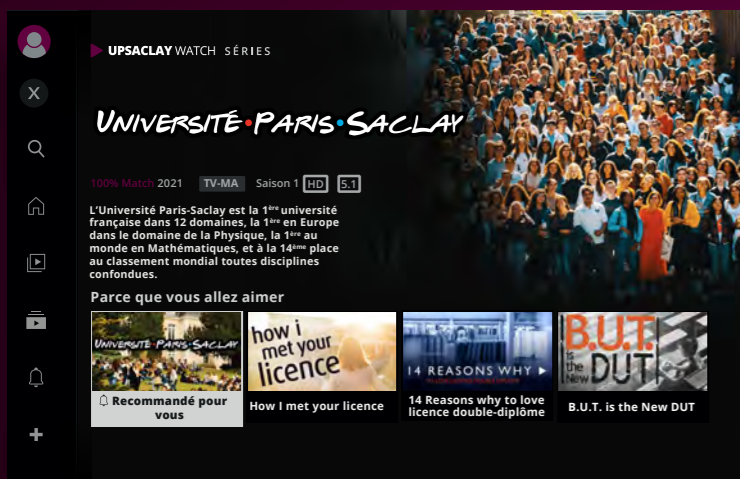 X
UPSACLAY WATCH SÉRIES
UNIVERSITÉ•PARIS•SACLAY
100% Match 2021 TV-MA Saison 1 HD 5.1
L'Université Paris-Saclay est la 1ère université
française dans 12 domaines, la 1ère en Europe
dans le domaine de la Physique, la 1ère au
monde en Mathématiques, et à la 14ème place
au classement mondial toutes disciplines
confondues.
Parce que vous allez aimer
UNIVERSITÉ•PARIS•SACLAY
Recommandé pour
vous
how i
met your
licence
How I met your licence
14 REASONS WHY
14 Reasons why to love
licence double-diplôme
B.U.T.
is
the
New DUT
B.U.T. is the New DUT